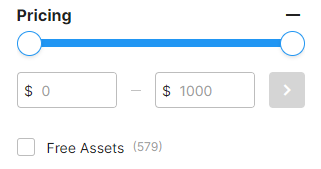 Pricing
$ 0 – $ 1000
Free Assets (579)